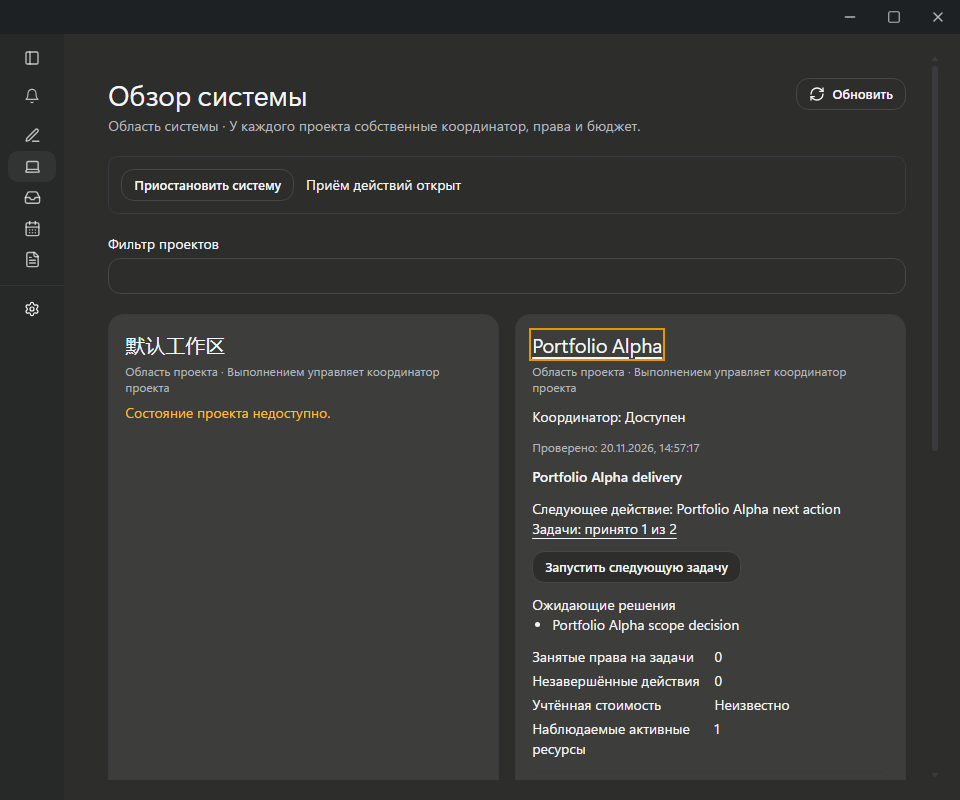 Обзор системы
Обновить
Область системы · У каждого проекта собственные координатор, права и бюджет.
Приостановить систему
Приём действий открыт
Фильтр проектов
默认工作区
Область проекта · Выполнением управляет координатор
проекта
Состояние проекта недоступно.
Portfolio Alpha
Область проекта · Выполнением управляет координатор
проекта
Координатор: Доступен
Проверено: 20.11.2026, 14:57:17
Portfolio Alpha delivery
Следующее действие: Portfolio Alpha next action
Задачи: принято 1 из 2
Запустить следующую задачу
Ожидающие решения
• Portfolio Alpha scope decision
Занятые права на задачи 0
Незавершённые действия 0
Учтённая стоимость Неизвестно
Наблюдаемые активные 1
ресурсы